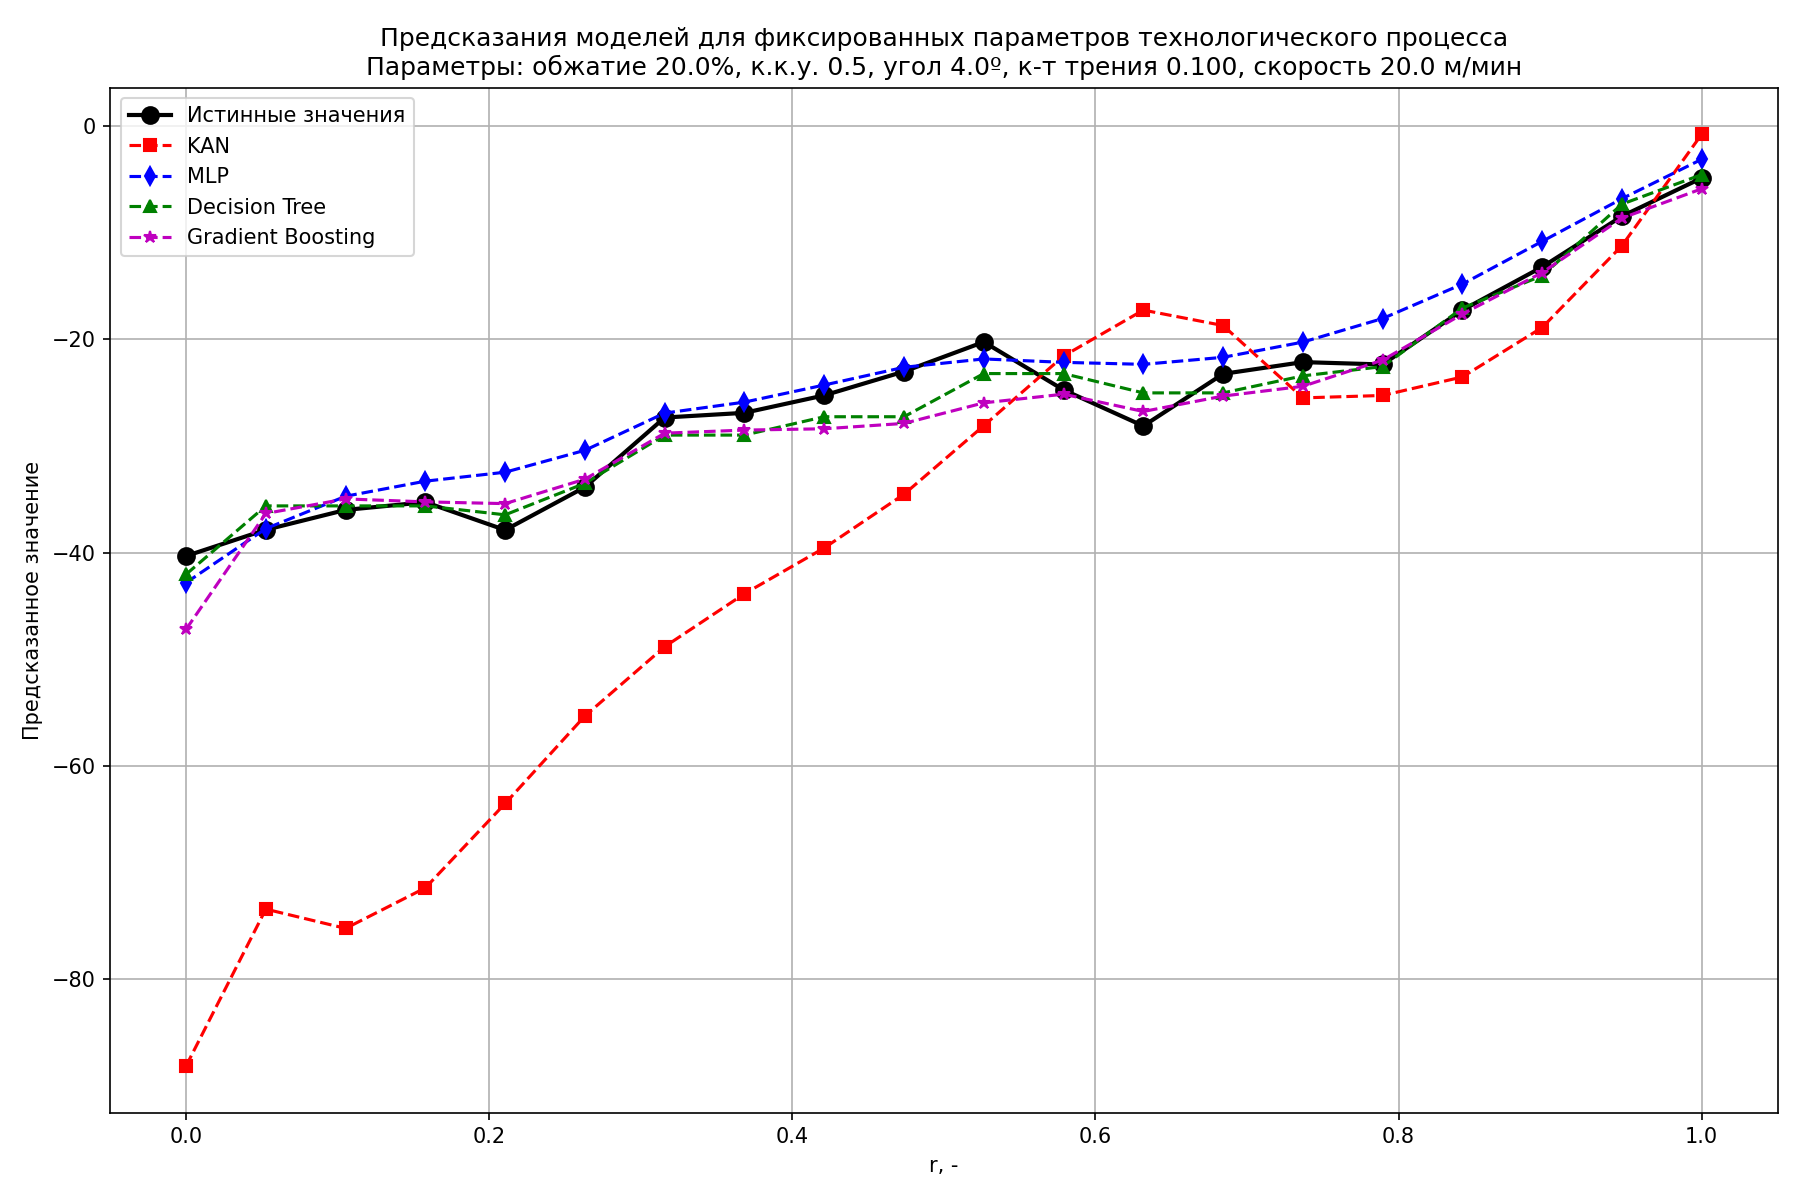 Предсказания моделей для фиксированных параметров технологического процесса
Параметры: обжатие 20.0%, к.к.у. 0.5, угол 4.0º, к-т трения 0.100, скорость 20.0 м/мин
Истинные значения
KAN
MLP
Decision Tree
Gradient Boosting
Предсказанное значение
0
−20
−40
−60
−80
0.0
0.2
0.4
0.6
0.8
1.0
r, -